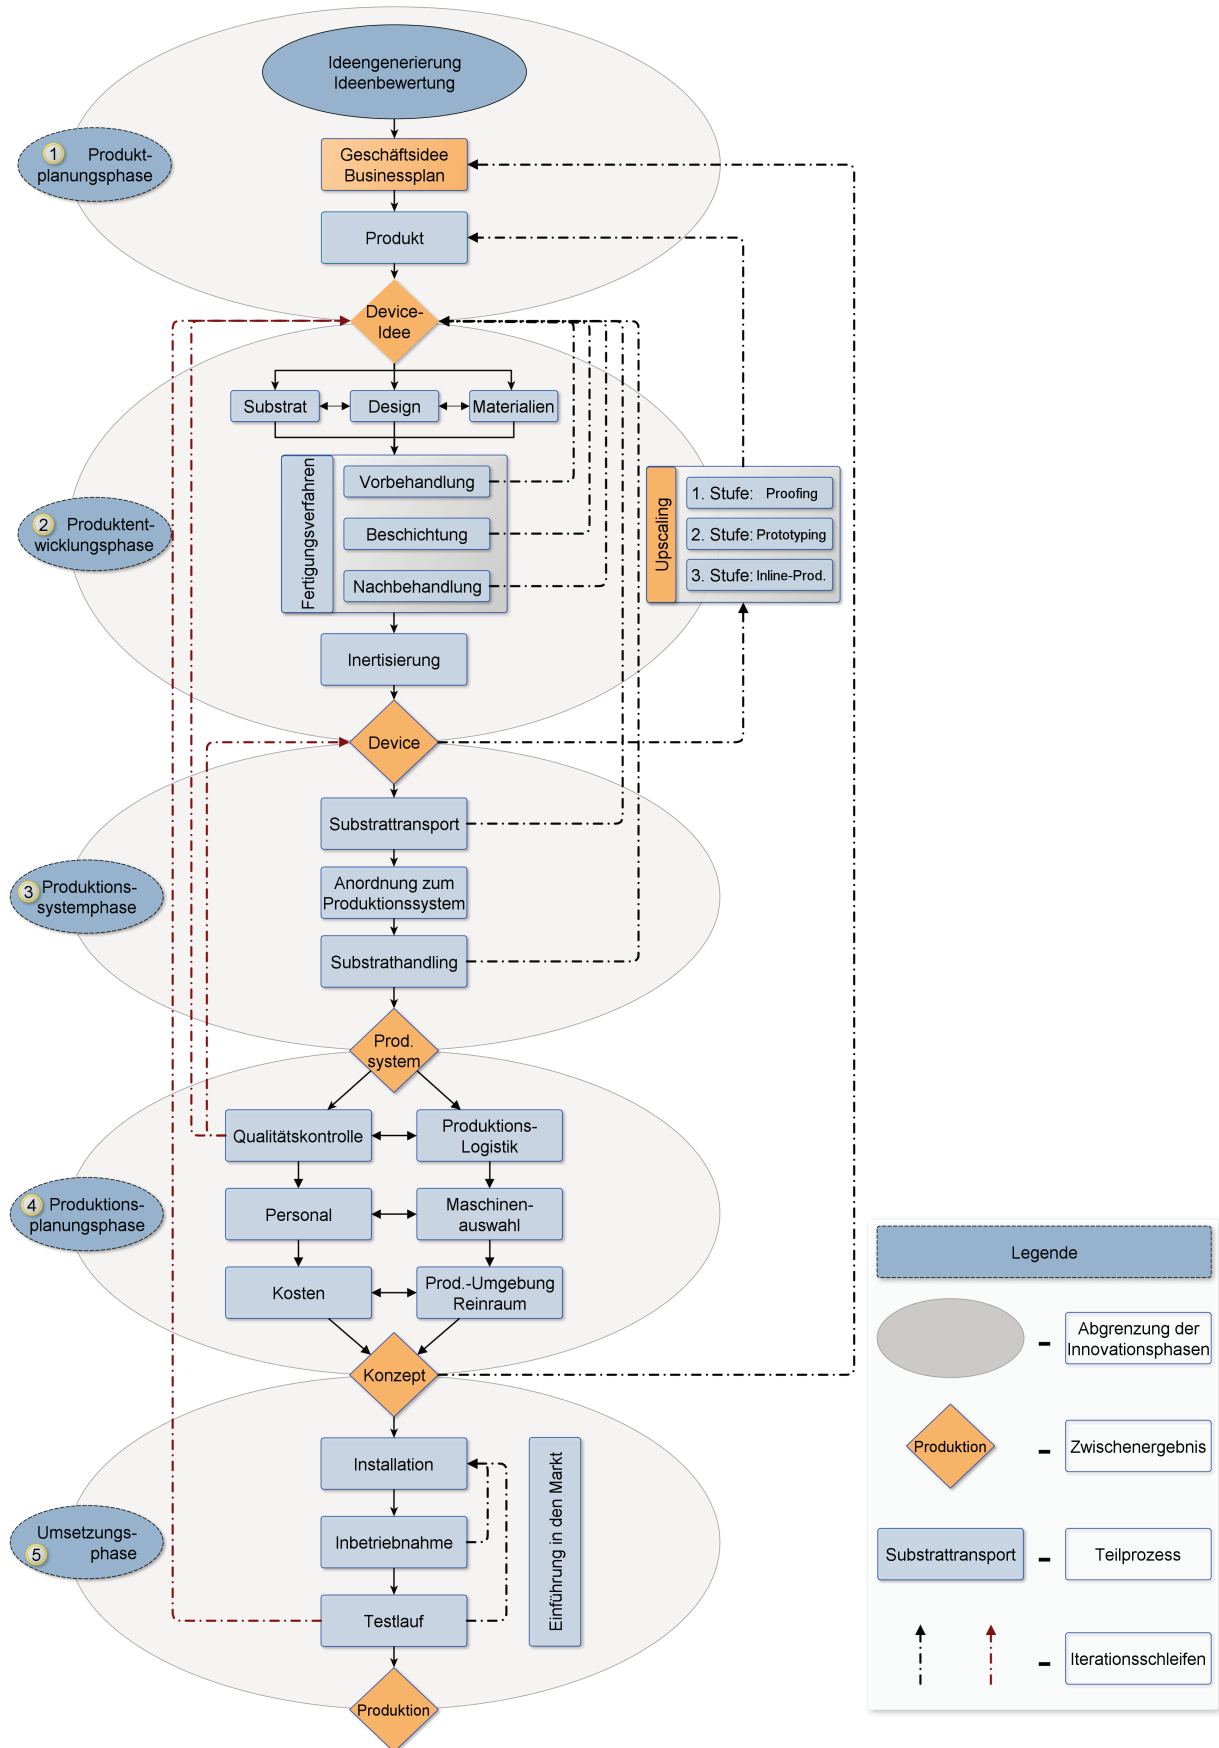 Ideengenerierung
Ideenbewertung
1 Produkt-
planungsphase
Geschäftsidee
Businessplan
Produkt
Device-
Idee
Substrat
Design
Materialien
2 Produktent-
wicklungsphase
Fertigungsverfahren
Vorbehandlung
Beschichtung
Nachbehandlung
Upscaling
1. Stufe: Proofing
2. Stufe: Prototyping
3. Stufe: Inline-Prod.
Inertisierung
Device
Substrattransport
3 Produktions-
systemphase
Anordnung zum
Produktionssystem
Substrathandling
Prod.
system
Qualitätskontrolle
Produktions-
Logistik
4 Produktions-
planungsphase
Personal
Maschinen-
auswahl
Kosten
Prod.-Umgebung
Reinraum
Konzept
Installation
Umsetzungs-
5 phase
Inbetriebnahme
Testlauf
Einführung in den Markt
Produktion
Legende
- Abgrenzung der
Innovationsphasen
Produktion - Zwischenergebnis
Substrattransport - Teilprozess
- Iterationsschleifen